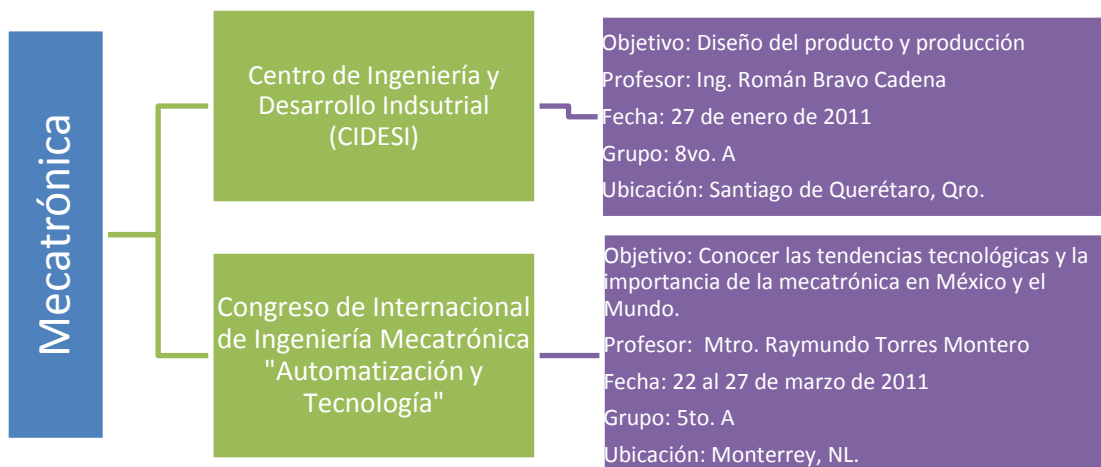 Mecatrónica
Centro de Ingeniería y
Desarrollo Indsutrial
(CIDESI)
Objetivo: Diseño del producto y producción
Profesor: Ing. Román Bravo Cadena
Fecha: 27 de enero de 2011
Grupo: 8vo. A
Ubicación: Santiago de Querétaro, Qro.
Congreso de Internacional
de Ingeniería Mecatrónica
"Automatización y
Tecnología"
Objetivo: Conocer las tendencias tecnológicas y la
importancia de la mecatrónica en México y el
Mundo.
Profesor:  Mtro. Raymundo Torres Montero
Fecha: 22 al 27 de marzo de 2011
Grupo: 5to. A
Ubicación: Monterrey, NL.